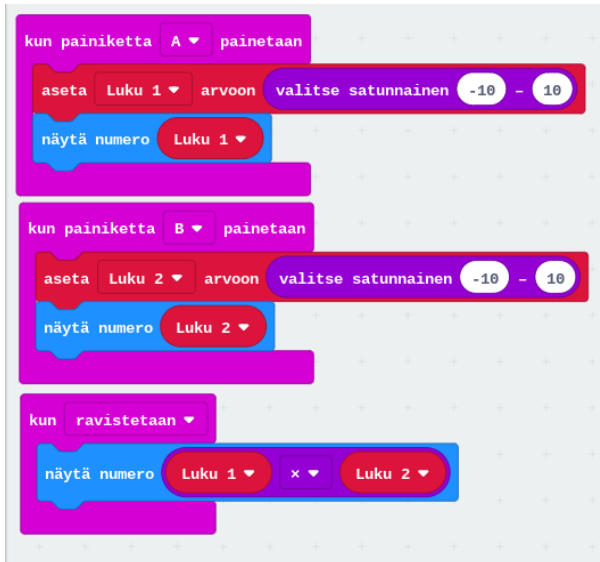 kun painiketta A painetaan
aseta Luku 1 arvoon valitse satunnainen -10 – 10
näytä numero Luku 1
kun painiketta B painetaan
aseta Luku 2 arvoon valitse satunnainen -10 – 10
näytä numero Luku 2
kun ravistetaan
näytä numero Luku 1 × Luku 2